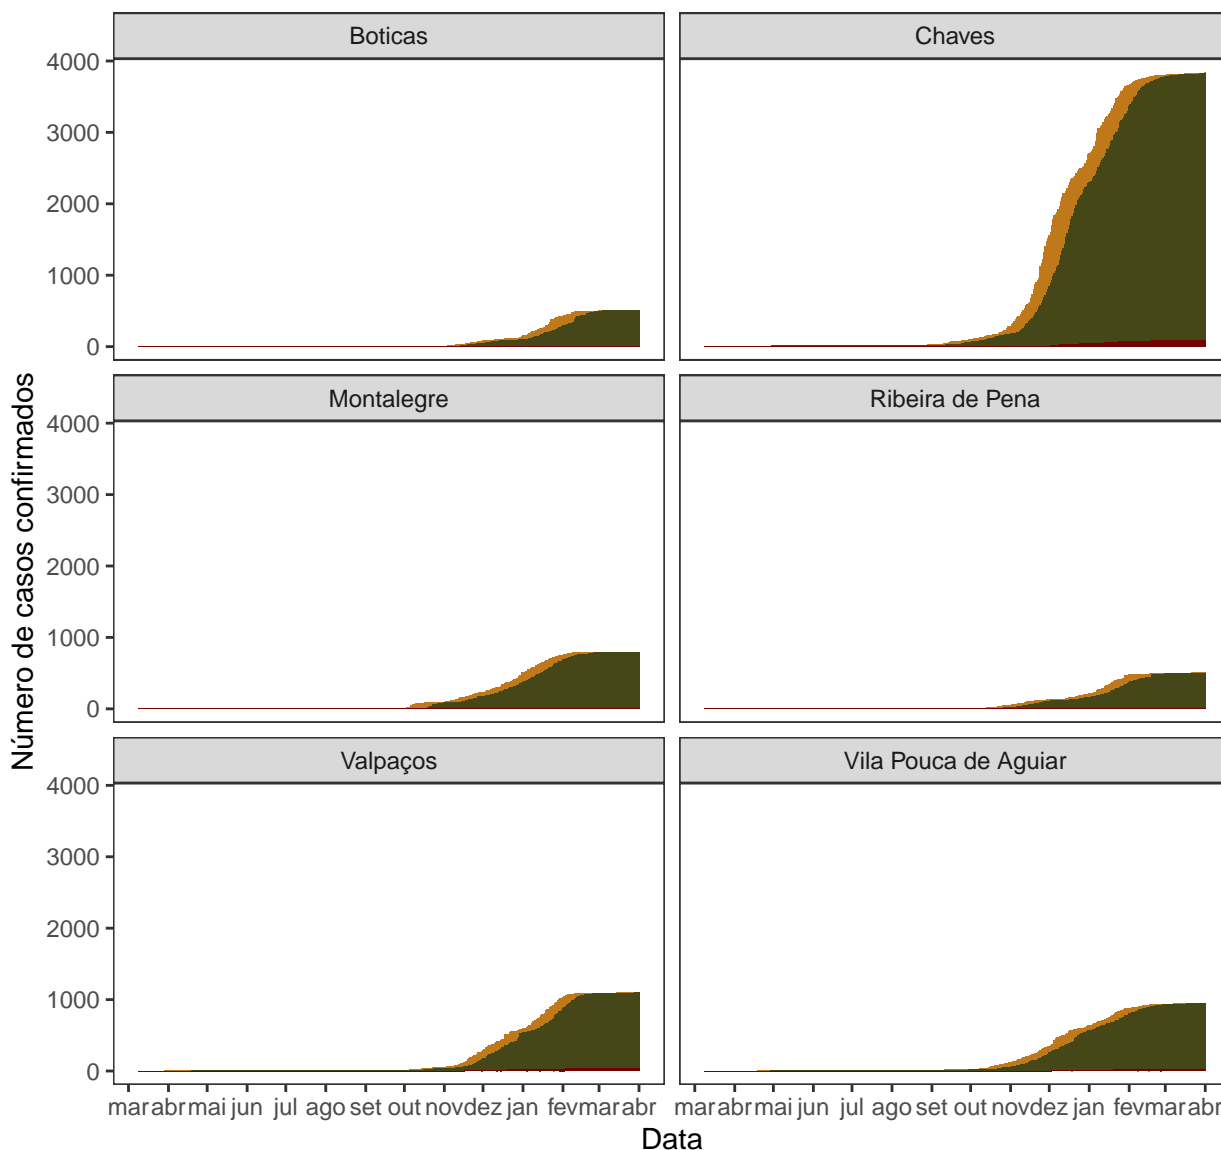 Boticas
Chaves
4000
3000
2000
1000
0
Montalegre
Ribeira de Pena
4000
3000
2000
1000
0
Valpaços
Vila Pouca de Aguiar
4000
3000
2000
1000
0
mar abr mai jun jul ago set out nov dez jan fev mar abr
mar abr mai jun jul ago set out nov dez jan fev mar abr
Data
Número de casos confirmados